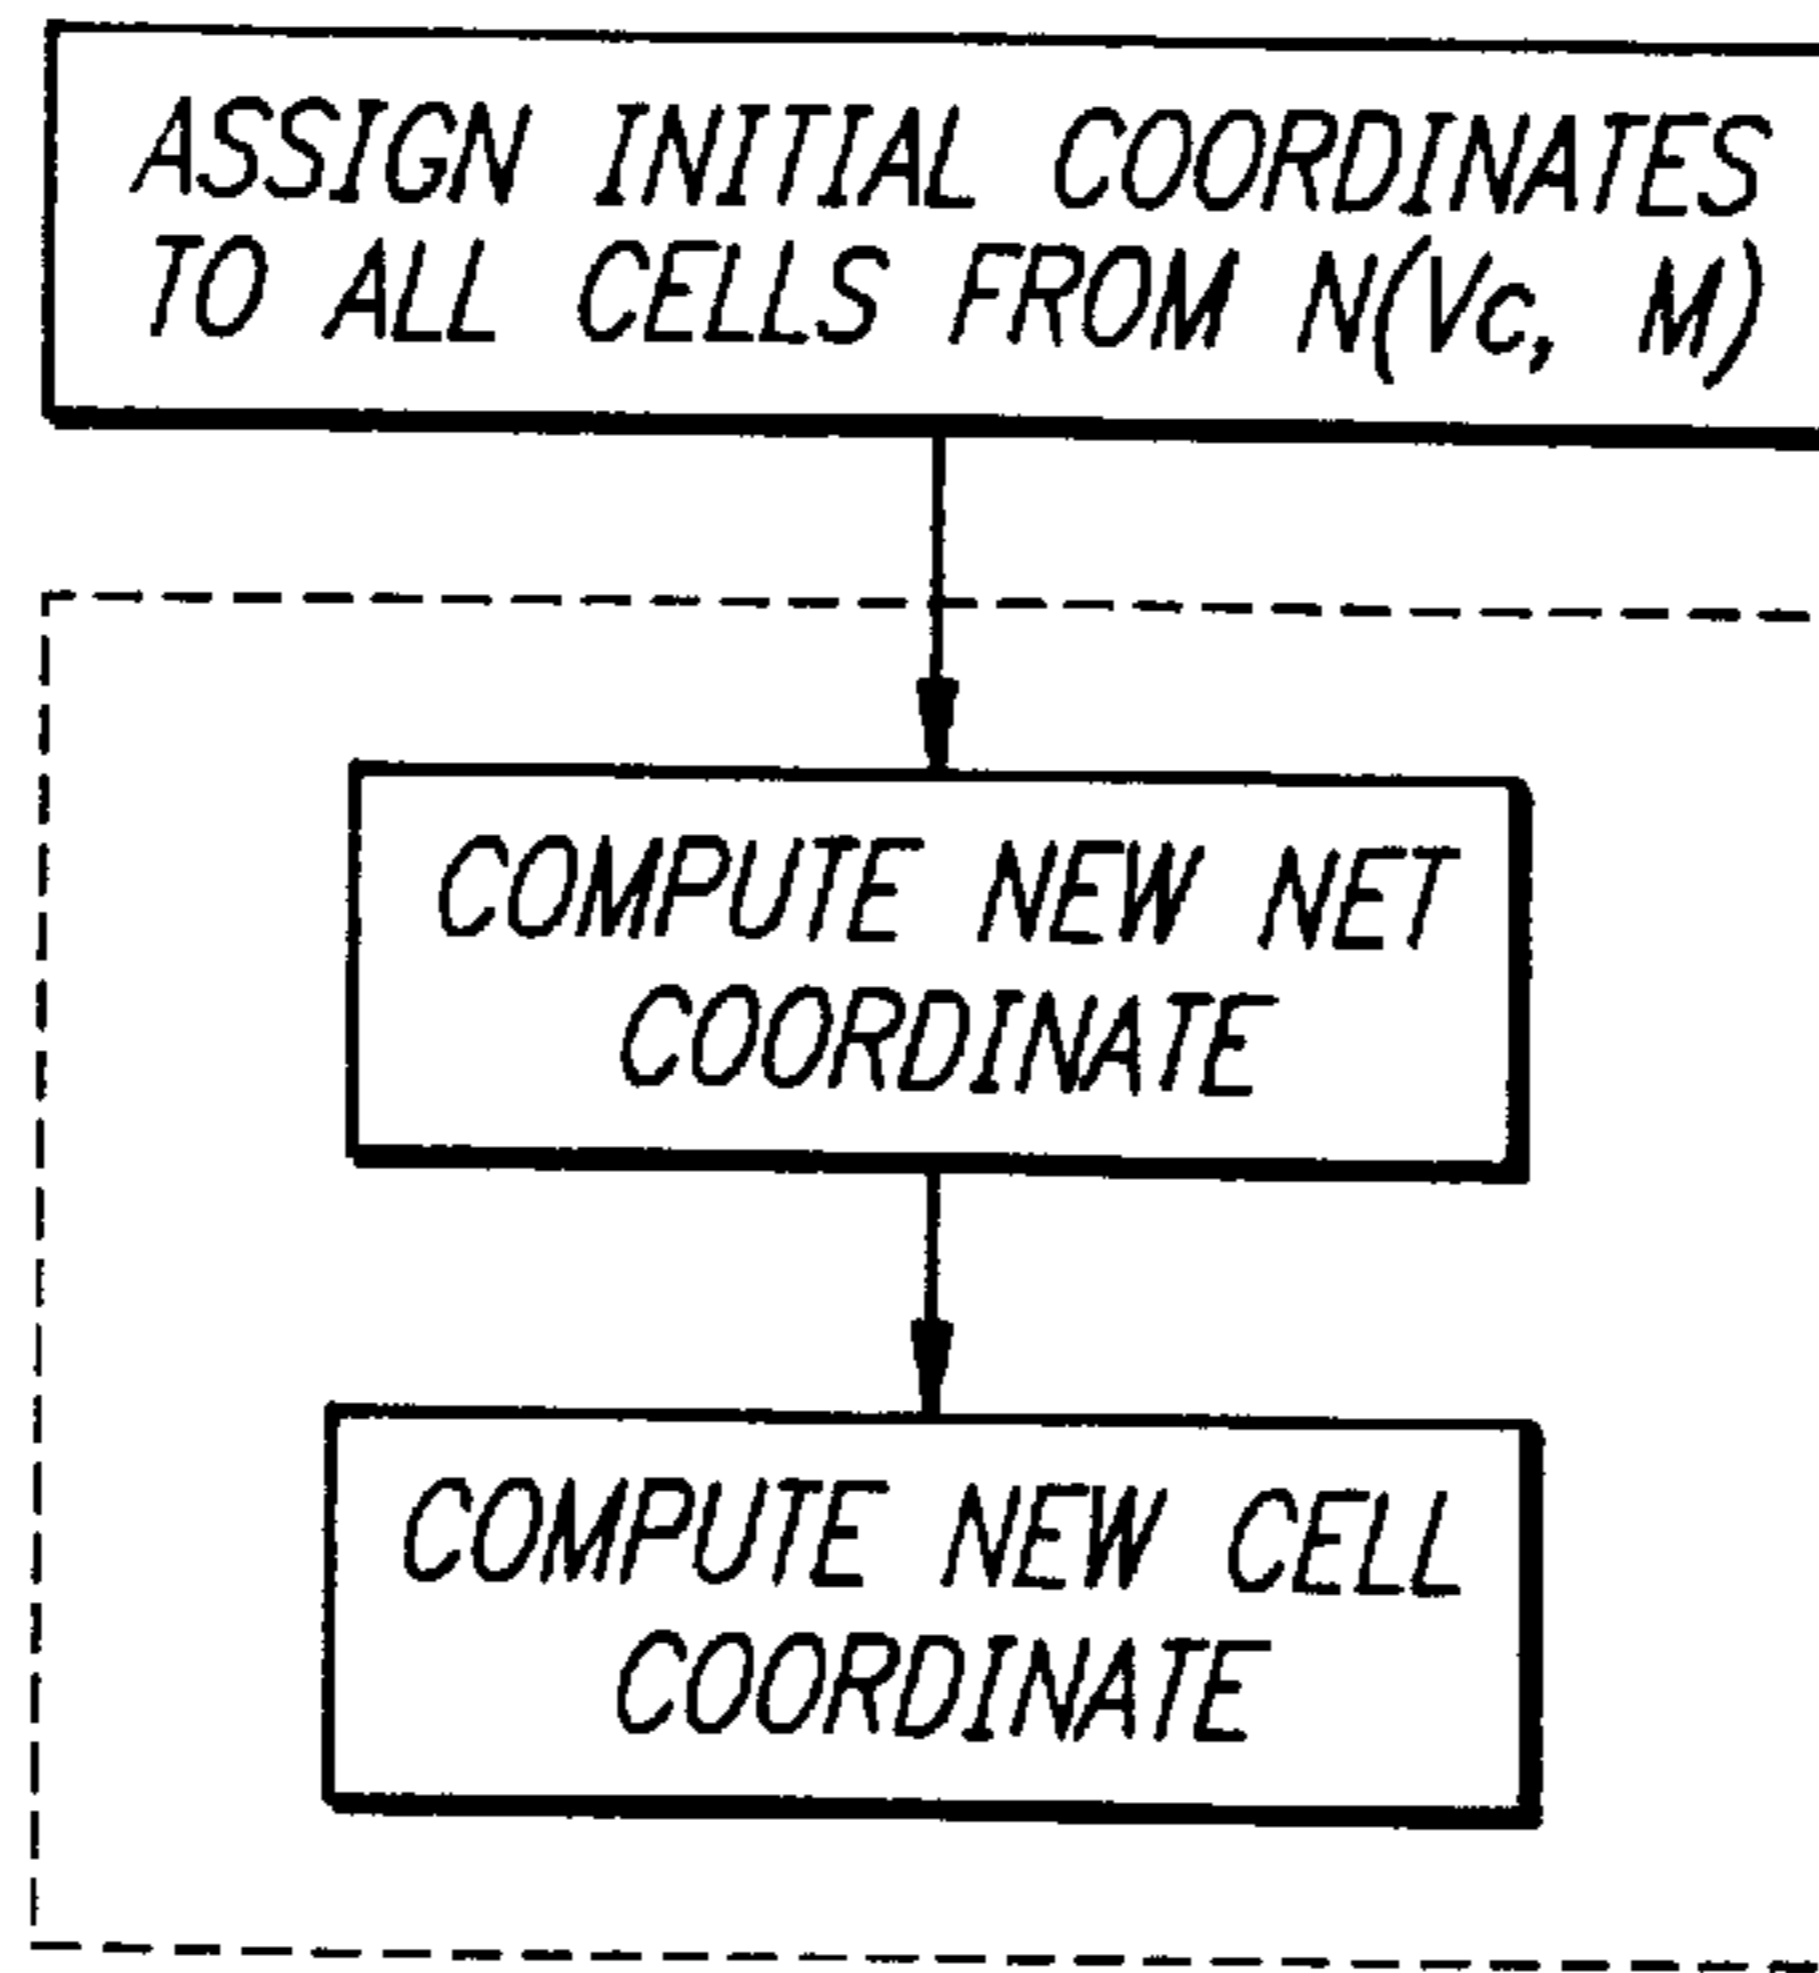 ASSIGN INITIAL COORDINATES
TO ALL CELLS FROM N(Vc, M)
COMPUTE NEW NET
COORDINATE
COMPUTE NEW CELL
COORDINATE